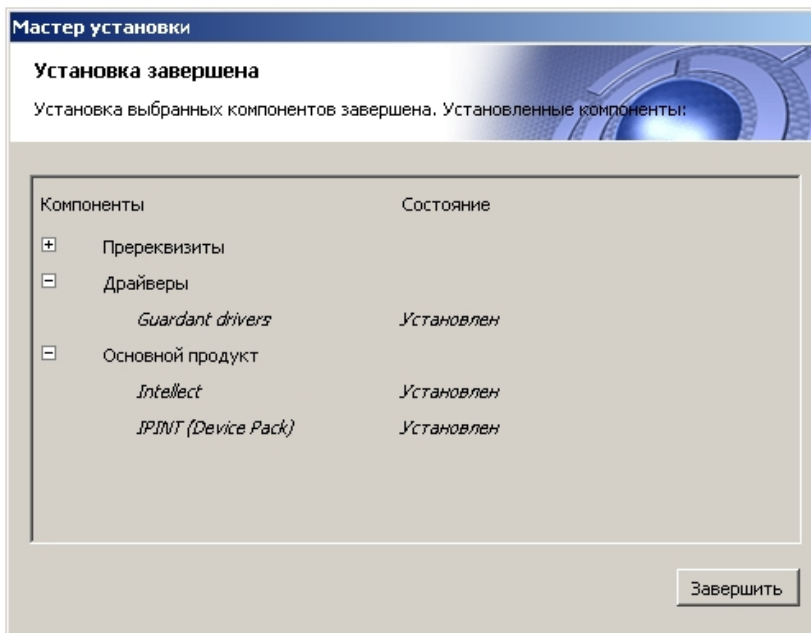 Мастер установки
Установка завершена
Установка выбранных компонентов завершена. Установленные компоненты:
Компоненты Состояние
Пререквизиты
Драйверы
Guardant drivers Установлен
Основной продукт
Intellect Установлен
IPINT (Device Pack) Установлен
Завершить